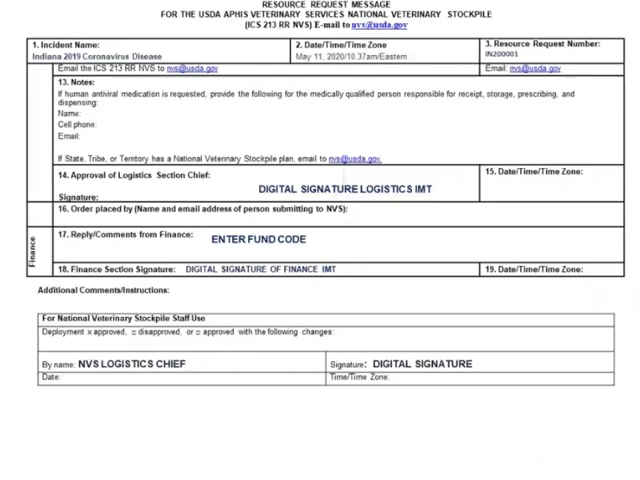 RESOURCE REQUEST MESSAGE
FOR THE USDA APHIS VETERINARY SERVICES NATIONAL VETERINARY STOCKPILE
(ICS 213 RR NVS) E-mail to nvs@usda.gov
1. Incident Name:
Indiana 2019 Coronavirus Disease
2. Date/Time/Time Zone
May 11, 2020/10.37am/Eastern
3. Resource Request Number:
IN200001
Email the ICS 213 RR NVS to nvs@usda.gov
Email: nvs@usda.gov
13. Notes:
If human antiviral medication is requested, provide the following for the medically qualified person responsible for receipt, storage, prescribing, and
dispensing:
Name:
Cell phone:
Email:
If State, Tribe, or Territory has a National Veterinary Stockpile plan, email to nvs@usda.gov.
14. Approval of Logistics Section Chief:
DIGITAL SIGNATURE LOGISTICS IMT
Signature:
15. Date/Time/Time Zone:
16. Order placed by (Name and email address of person submitting to NVS):
Finance
17. Reply/Comments from Finance: ENTER FUND CODE
18. Finance Section Signature: DIGITAL SIGNATURE OF FINANCE IMT
19. Date/Time/Time Zone:
Additional Comments/Instructions:
For National Veterinary Stockpile Staff Use
Deployment x approved, □ disapproved, or □ approved with the following changes:
By name: NVS LOGISTICS CHIEF
Signature: DIGITAL SIGNATURE
Date:
Time/Time Zone: